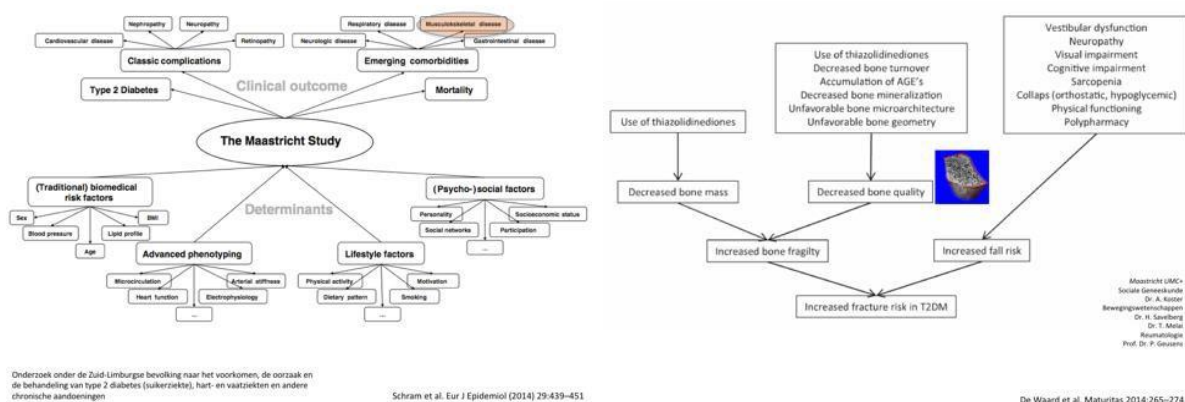 Nephropathy
Neuropathy
Cardiovascular disease
Retinopathy
Classic complications
Respiratory disease
Musculokskeletal disease
Neurologic disease
Gastrointestinal disease
Emerging comorbidities
Clinical outcome
Type 2 Diabetes
Mortality
The Maastricht Study
(Traditional) biomedical
risk factors
Sex
BMI
Blood pressure
Lipid profile
Age
Determinants
(Psycho-)social factors
Personality
Socioeconomic status
Social networks
Participation
...
Advanced phenotyping
Microcirculation
Arterial stiffness
Heart function
Electrophysiology
...
Lifestyle factors
Physical activity
Motivation
Dietary pattern
Smoking
...
Onderzoek onder de Zuid-Limburgse bevolking naar het voorkomen, de oorzaak en
de behandeling van type 2 diabetes (suikerziekte), hart- en vaatziekten en andere
chronische aandoeningen
Schram et al. Eur J Epidemiol (2014) 29:439–451
Use of thiazolidinediones
Use of thiazolidinediones
Decreased bone turnover
Accumulation of AGE's
Decreased bone mineralization
Unfavorable bone microarchitecture
Unfavorable bone geometry
Vestibular dysfunction
Neuropathy
Visual impairment
Cognitive impairment
Sarcopenia
Collaps (orthostatic, hypoglycemic)
Physical functioning
Polypharmacy
Decreased bone mass
Decreased bone quality
Increased bone fragilty
Increased fall risk
Increased fracture risk in T2DM
Maastricht UMC+
Sociale Geneeskunde
Dr. A. Koster
Bewegingswetenschappen
Dr. H. Savelberg
Dr. T. Melai
Reumatologie
Prof. Dr. P. Geusens
De Waard et al. Maturitas 2014:265–274